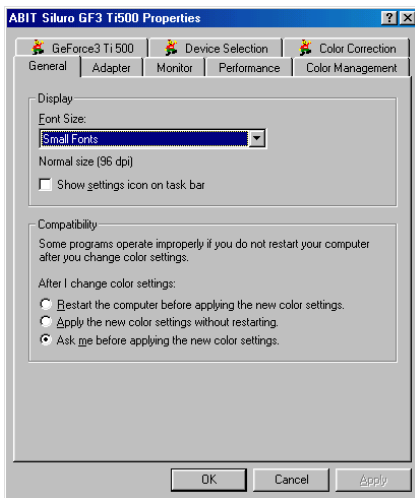 ABIT Siluro GF3 Ti500 Properties
GeForce3 Ti 500 Device Selection Color Correction
General Adapter Monitor Performance Color Management
Display
Font Size:
Small Fonts
Normal size (96 dpi)
Show settings icon on task bar
Compatibility
Some programs operate improperly if you do not restart your computer
after you change color settings.
After I change color settings:
Restart the computer before applying the new color settings.
Apply the new color settings without restarting.
Ask me before applying the new color settings.
OK Cancel Apply